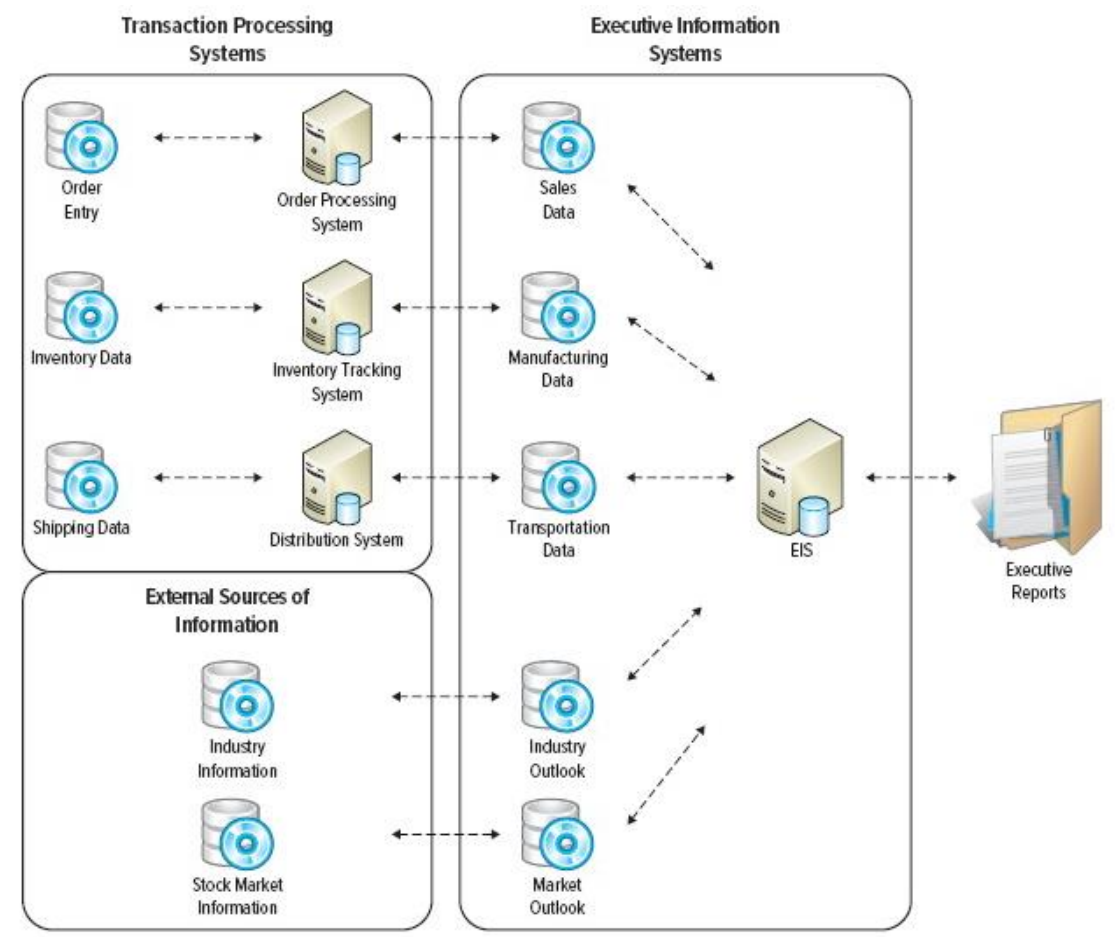 Transaction Processing
Systems
Executive Information
Systems
Order
Entry
Order Processing
System
Sales
Data
Inventory Data
Inventory Tracking
System
Manufacturing
Data
Shipping Data
Distribution System
Transportation
Data
EIS
Executive
Reports
External Sources of
Information
Industry
Information
Industry
Outlook
Stock Market
Information
Market
Outlook